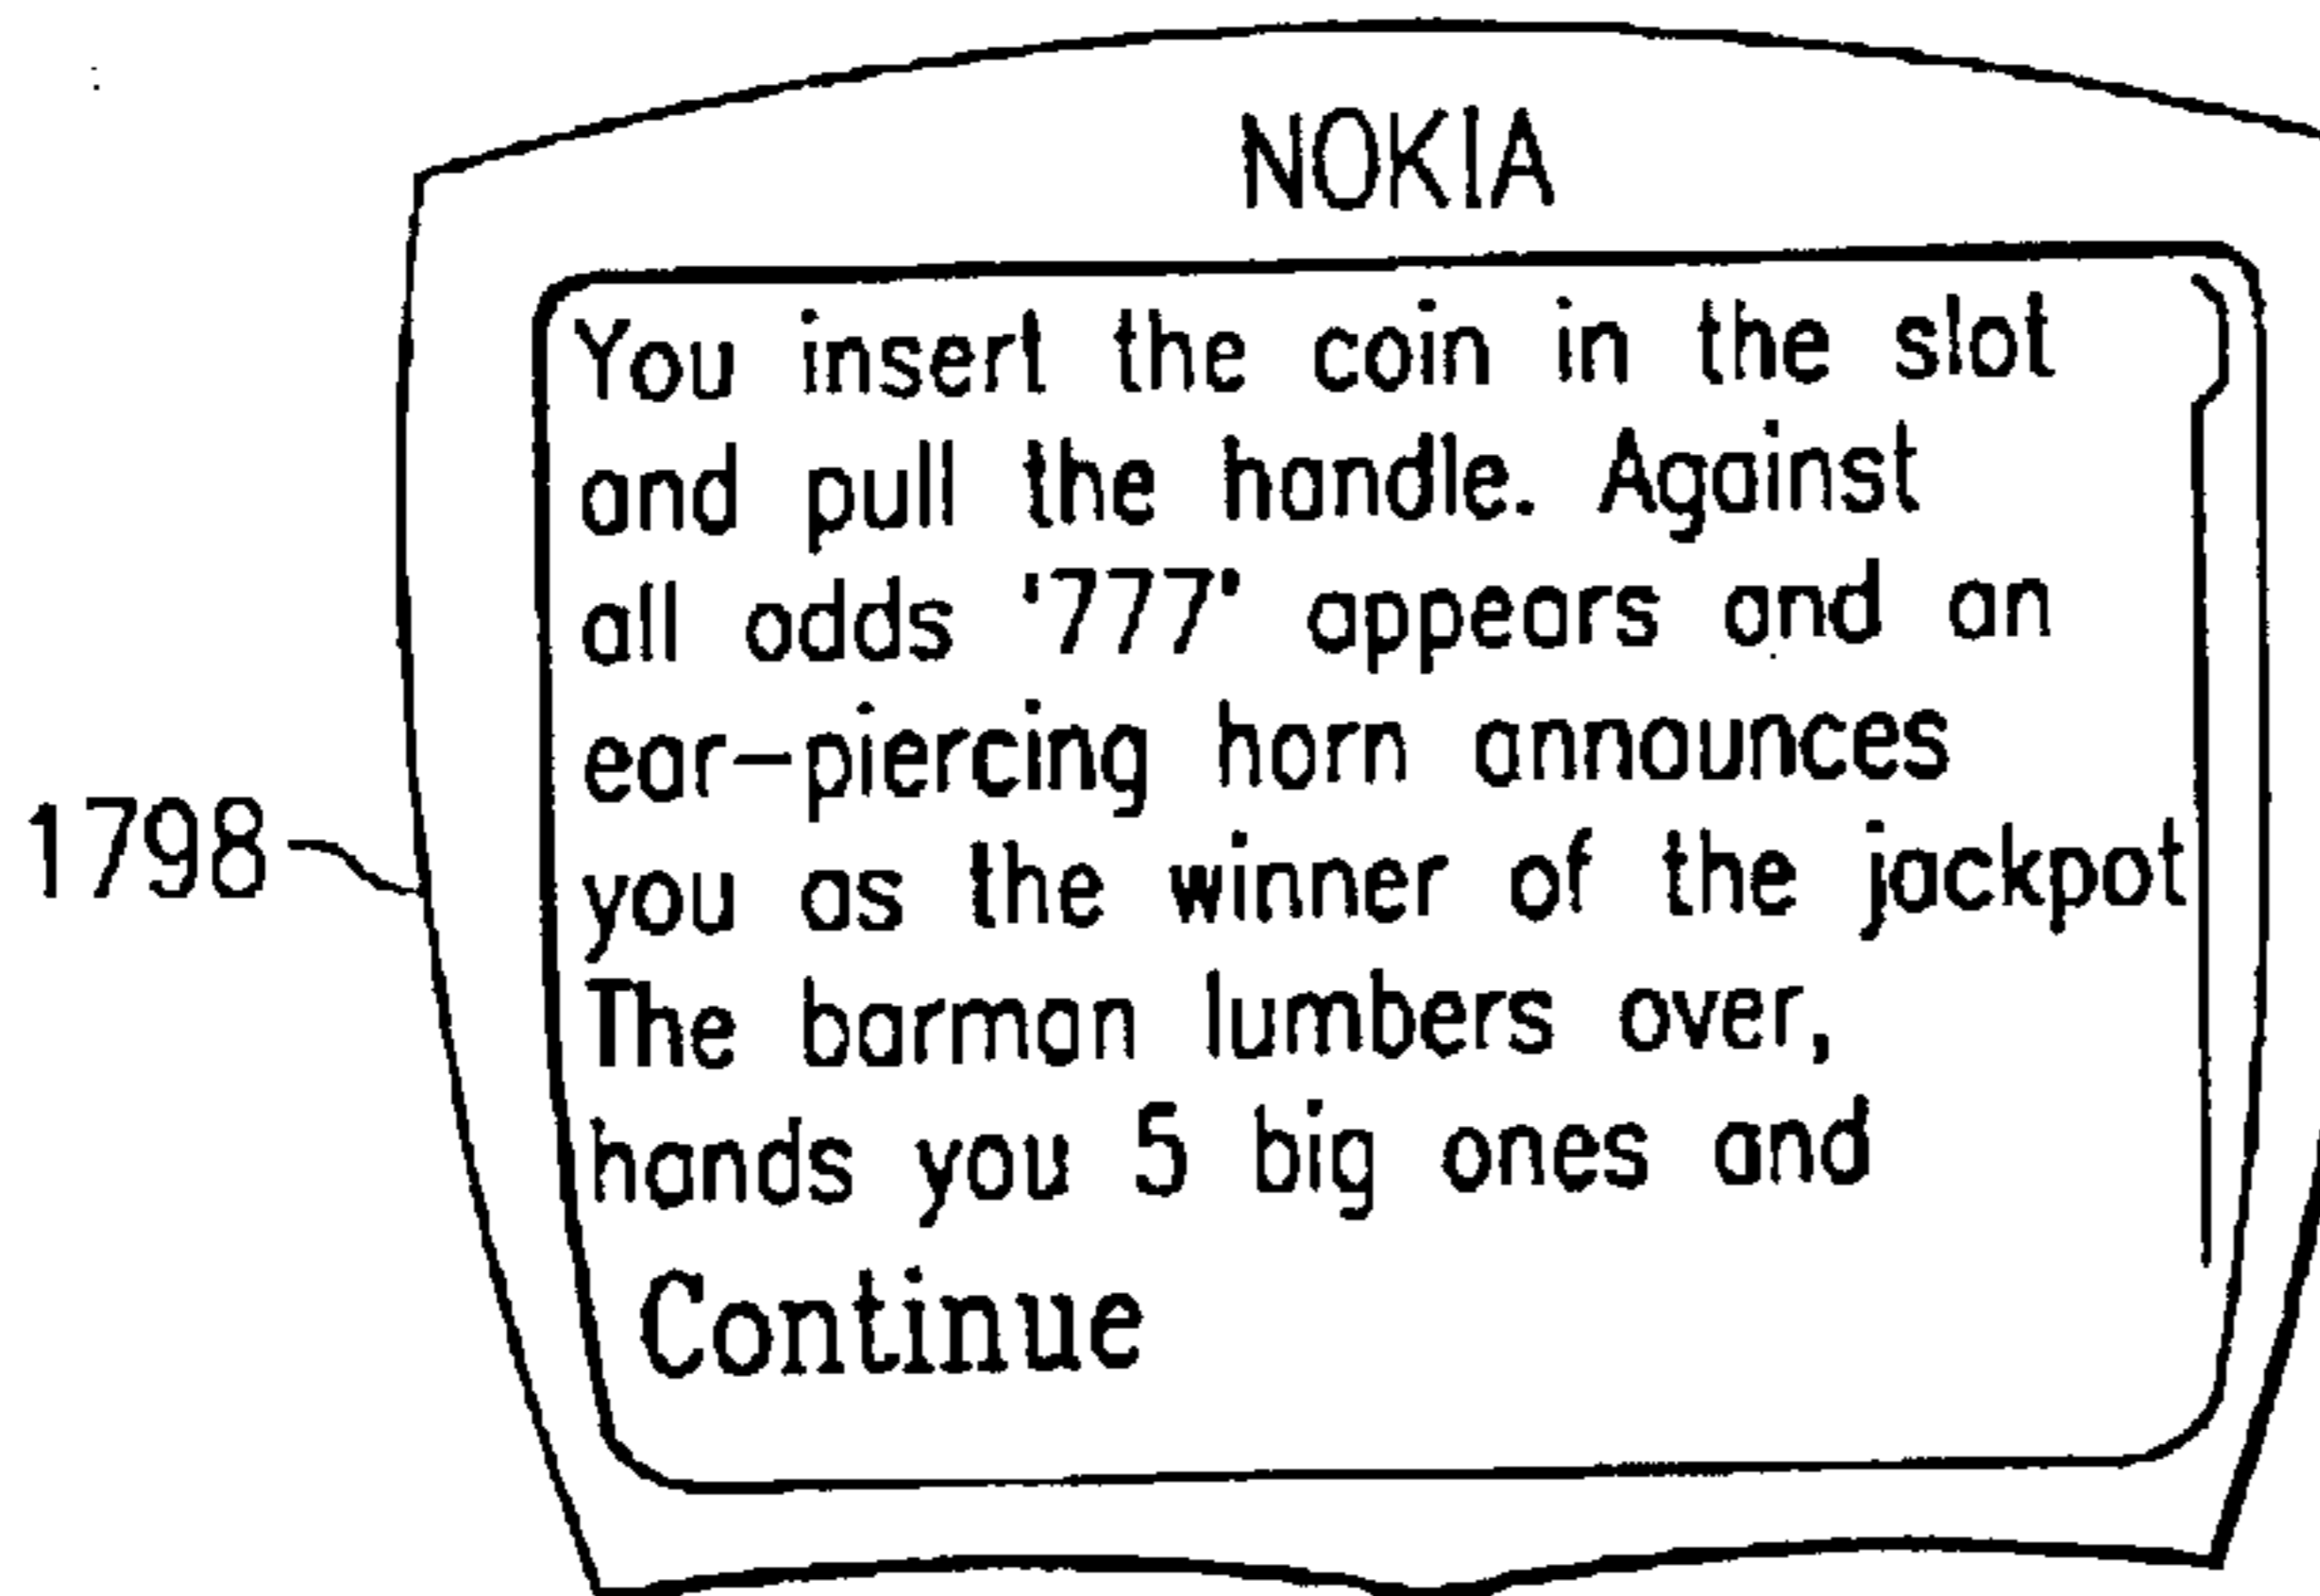 NOKIA
You insert the coin in the slot
and pull the handle. Against
all odds '777' appears and an
ear-piercing horn announces
you as the winner of the jackpot
The barman lumbers over,
hands you 5 big ones and
Continue
1798